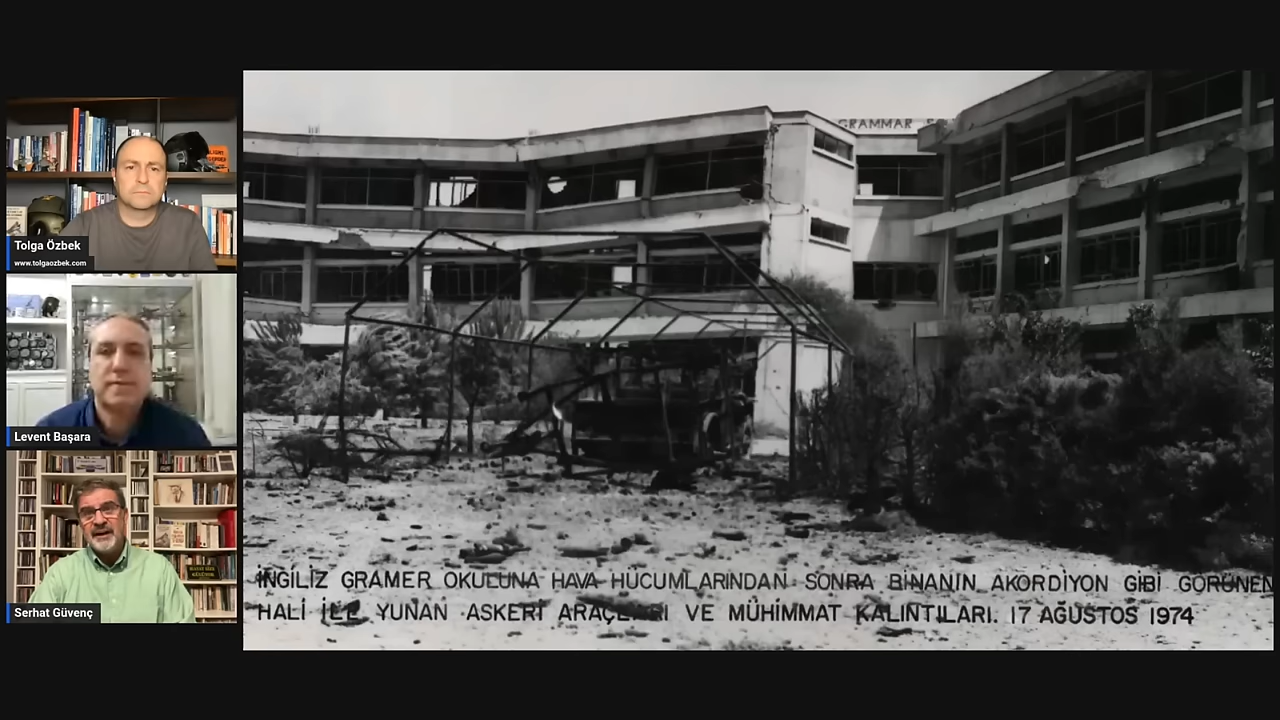 Tolga Özbek
www.tolgaozbek.com
Levent Başara
Serhat Güvenç
GRAMMAR
İNGİLİZ GRAMER OKULUNA HAVA HÜCUMLARINDAN SONRA BİNANIN AKORDİYON GİBİ GÖRÜNEN
HALİ İLE YUNAN ASKERİ ARAÇLARI VE MÜHİMMAT KALINTILARI. 17 AĞUSTOS 1974